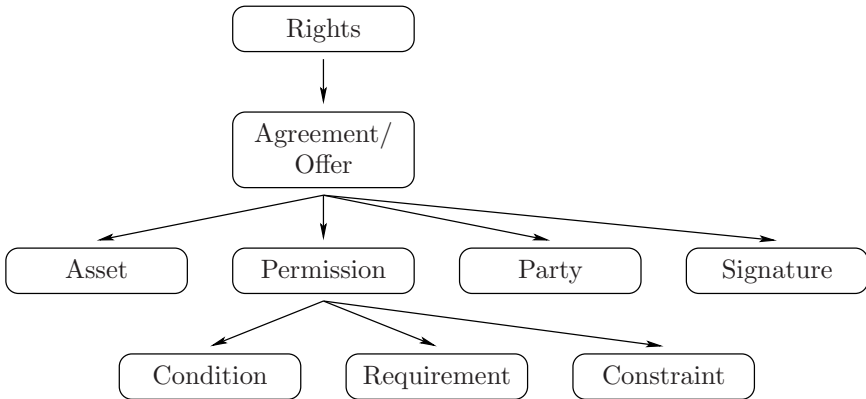 Rights
Agreement/
Offer
Asset
Permission
Party
Signature
Condition
Requirement
Constraint